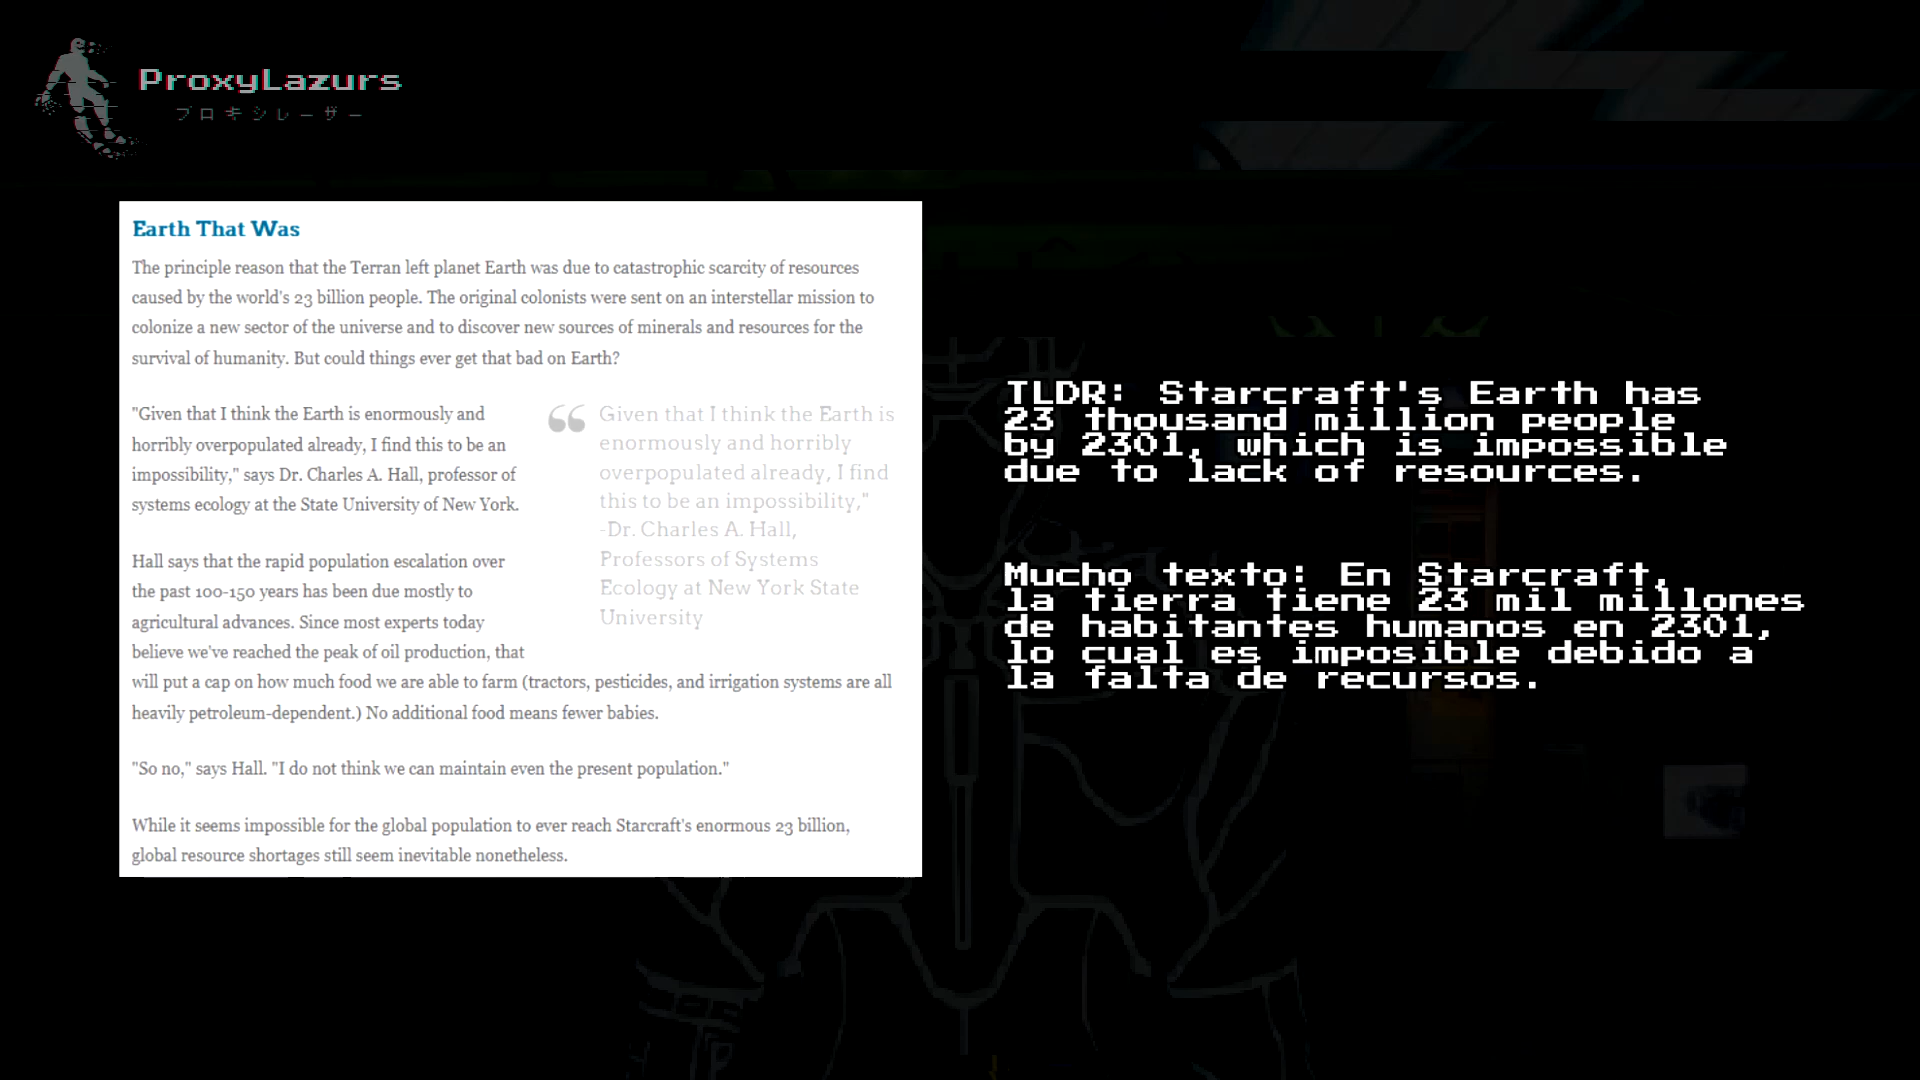 ProxyLazurs
プロキシレーザー
Earth That Was
The principle reason that the Terran left planet Earth was due to catastrophic scarcity of resources
caused by the world's 23 billion people. The original colonists were sent on an interstellar mission to
colonize a new sector of the universe and to discover new sources of minerals and resources for the
survival of humanity. But could things ever get that bad on Earth?
"Given that I think the Earth is enormously and
horribly overpopulated already, I find this to be an
impossibility," says Dr. Charles A. Hall, professor of
systems ecology at the State University of New York.
Hall says that the rapid population escalation over
the past 100-150 years has been due mostly to
agricultural advances. Since most experts today
believe we've reached the peak of oil production, that
will put a cap on how much food we are able to farm (tractors, pesticides, and irrigation systems are all
heavily petroleum-dependent.) No additional food means fewer babies.
"So no," says Hall. "I do not think we can maintain even the present population."
While it seems impossible for the global population to ever reach Starcraft's enormous 23 billion,
global resource shortages still seem inevitable nonetheless.
“
Given that I think the Earth is
enormously and horribly
overpopulated already, I find
this to be an impossibility,"
-Dr. Charles A. Hall,
Professors of Systems
Ecology at New York State
University
TLDR: Starcraft's Earth has
23 thousand million people
by 2301, which is impossible
due to lack of resources.
Mucho texto: En Starcraft,
la tierra tiene 23 mil millones
de habitantes humanos en 2301,
lo cual es imposible debido a
la falta de recursos.